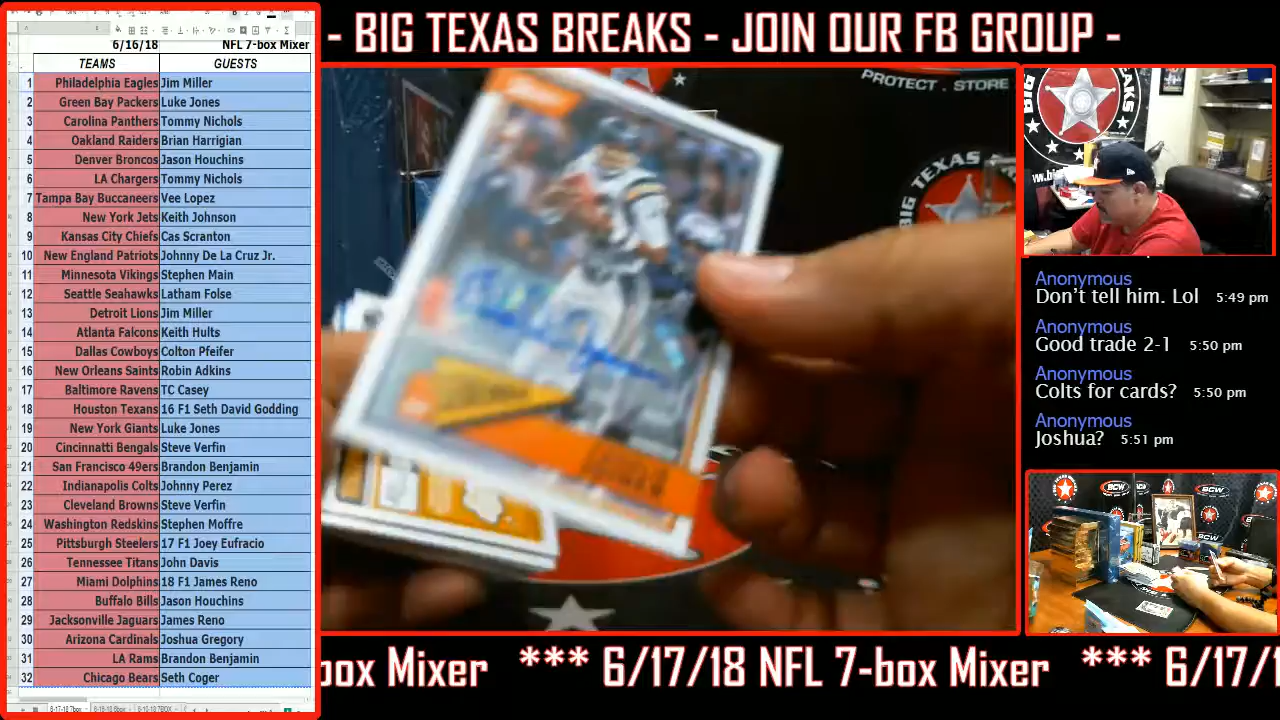 - BIG TEXAS BREAKS - JOIN OUR FB GROUP -
6/16/18 NFL 7-box Mixer
TEAMS GUESTS
1 Philadelphia Eagles Jim Miller
2 Green Bay Packers Luke Jones
3 Carolina Panthers Tommy Nichols
4 Oakland Raiders Brian Harrigian
5 Denver Broncos Jason Houchins
6 LA Chargers Tommy Nichols
7 Tampa Bay Buccaneers Vee Lopez
8 New York Jets Keith Johnson
9 Kansas City Chiefs Cas Scranton
10 New England Patriots Johnny De La Cruz Jr.
11 Minnesota Vikings Stephen Main
12 Seattle Seahawks Latham Folse
13 Detroit Lions Jim Miller
14 Atlanta Falcons Keith Hults
15 Dallas Cowboys Colton Pfeifer
16 New Orleans Saints Robin Adkins
17 Baltimore Ravens TC Casey
18 Houston Texans 16 F1 Seth David Godding
19 New York Giants Luke Jones
20 Cincinnatti Bengals Steve Verfin
21 San Francisco 49ers Brandon Benjamin
22 Indianapolis Colts Johnny Perez
23 Cleveland Browns Steve Verfin
24 Washington Redskins Stephen Moffre
25 Pittsburgh Steelers 17 F1 Joey Eufracio
26 Tennessee Titans John Davis
27 Miami Dolphins 18 F1 James Reno
28 Buffalo Bills Jason Houchins
29 Jacksonville Jaguars James Reno
30 Arizona Cardinals Joshua Gregory
31 LA Rams Brandon Benjamin
32 Chicago Bears Seth Coger
PROTECT . STORE
BIG TEXAS
Anonymous
Don't tell him. Lol 5:49 pm
Anonymous
Good trade 2-1 5:50 pm
Anonymous
Colts for cards? 5:50 pm
Anonymous
Joshua? 5:51 pm
BCW
box Mixer *** 6/17/18 NFL 7-box Mixer *** 6/17/1